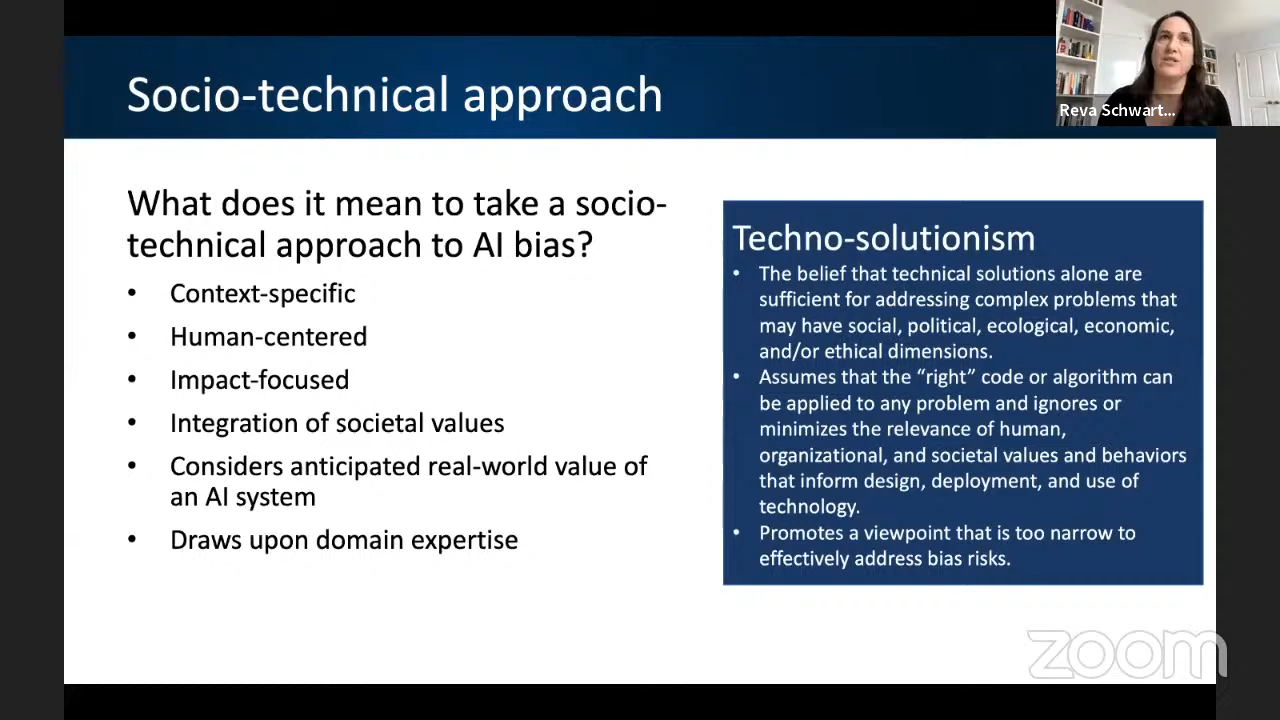 Socio-technical approach
Reva Schwart...
What does it mean to take a socio-
technical approach to AI bias?
• Context-specific
• Human-centered
• Impact-focused
• Integration of societal values
• Considers anticipated real-world value of
an AI system
• Draws upon domain expertise
Techno-solutionism
• The belief that technical solutions alone are
sufficient for addressing complex problems that
may have social, political, ecological, economic,
and/or ethical dimensions.
• Assumes that the “right” code or algorithm can
be applied to any problem and ignores or
minimizes the relevance of human,
organizational, and societal values and behaviors
that inform design, deployment, and use of
technology.
• Promotes a viewpoint that is too narrow to
effectively address bias risks.
zoom